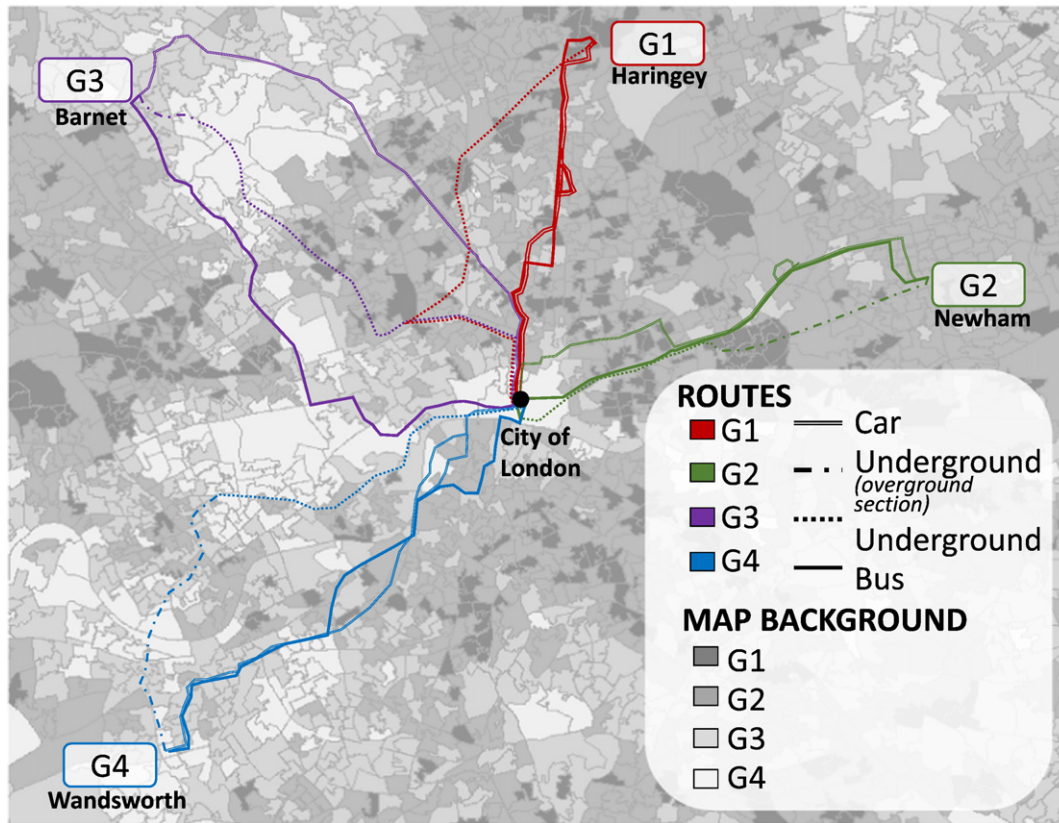 G1
Haringey
G3
Barnet
G2
Newham
City of
London
G4
Wandsworth
ROUTES
G1
G2
G3
G4
Car
Underground
(overground
section)
Underground
Bus
MAP BACKGROUND
G1
G2
G3
G4